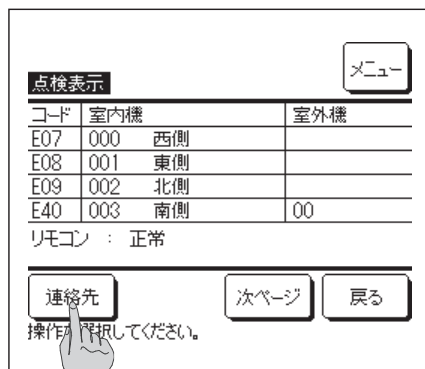 メニュー
点検表示
コード 室内機 室外機
E07 000 西側
E08 001 東側
E09 002 北側
E40 003 南側 00
リモコン : 正常
連絡先 次ページ 戻る
操作を選択してください。